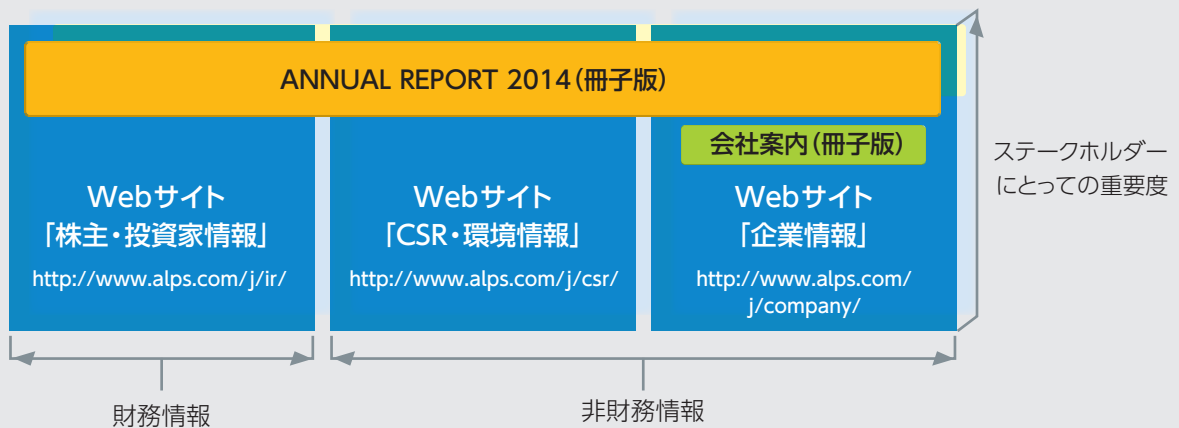 ANNUAL REPORT 2014(冊子版)
会社案内(冊子版)
Webサイト
「株主・投資家情報」
http://www.alps.com/j/ir/
Webサイト
「CSR・環境情報」
http://www.alps.com/j/csr/
Webサイト
「企業情報」
http://www.alps.com/
j/company/
ステークホルダー
にとっての重要度
財務情報
非財務情報